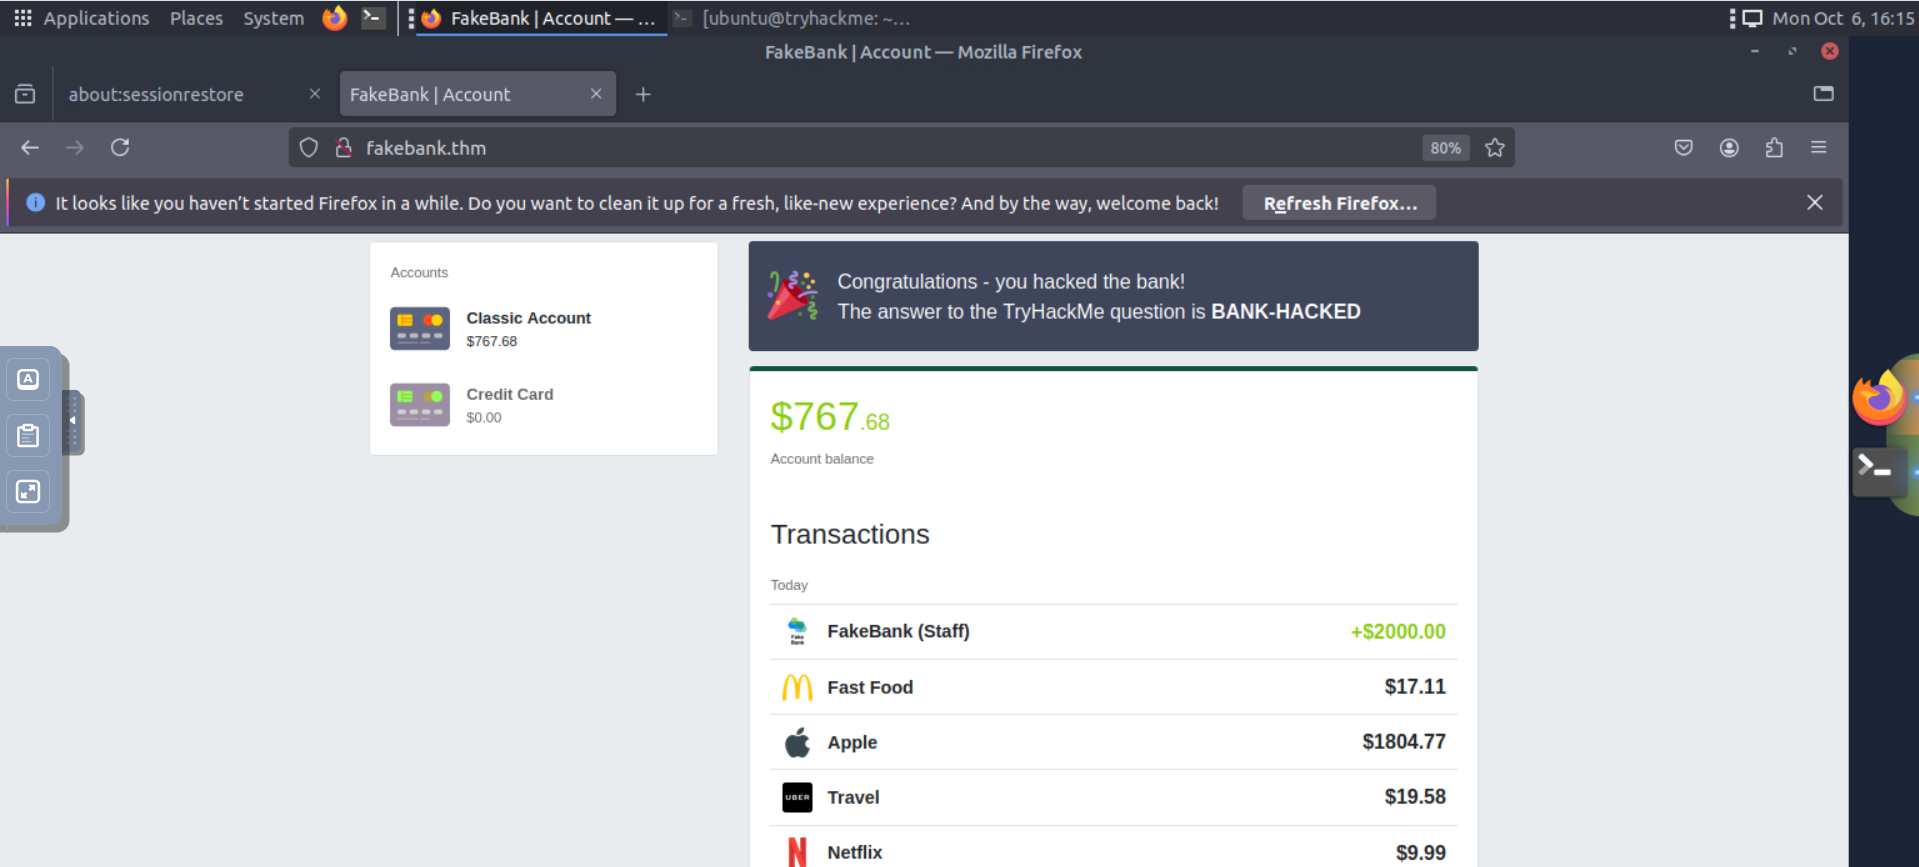 Applications Places System FakeBank | Account — ... [ubuntu@tryhackme: ~... Mon Oct 6, 16:15
FakeBank | Account — Mozilla Firefox
about:sessionrestore FakeBank | Account
fakebank.thm 80%
It looks like you haven’t started Firefox in a while. Do you want to clean it up for a fresh, like-new experience? And by the way, welcome back! Refresh Firefox...
Accounts
Classic Account
$767.68
Credit Card
$0.00
Congratulations - you hacked the bank!
The answer to the TryHackMe question is BANK-HACKED
$767.68
Account balance
Transactions
Today
Fake
Bank
FakeBank (Staff) +$2000.00
Fast Food $17.11
Apple $1804.77
UBER Travel $19.58
Netflix $9.99